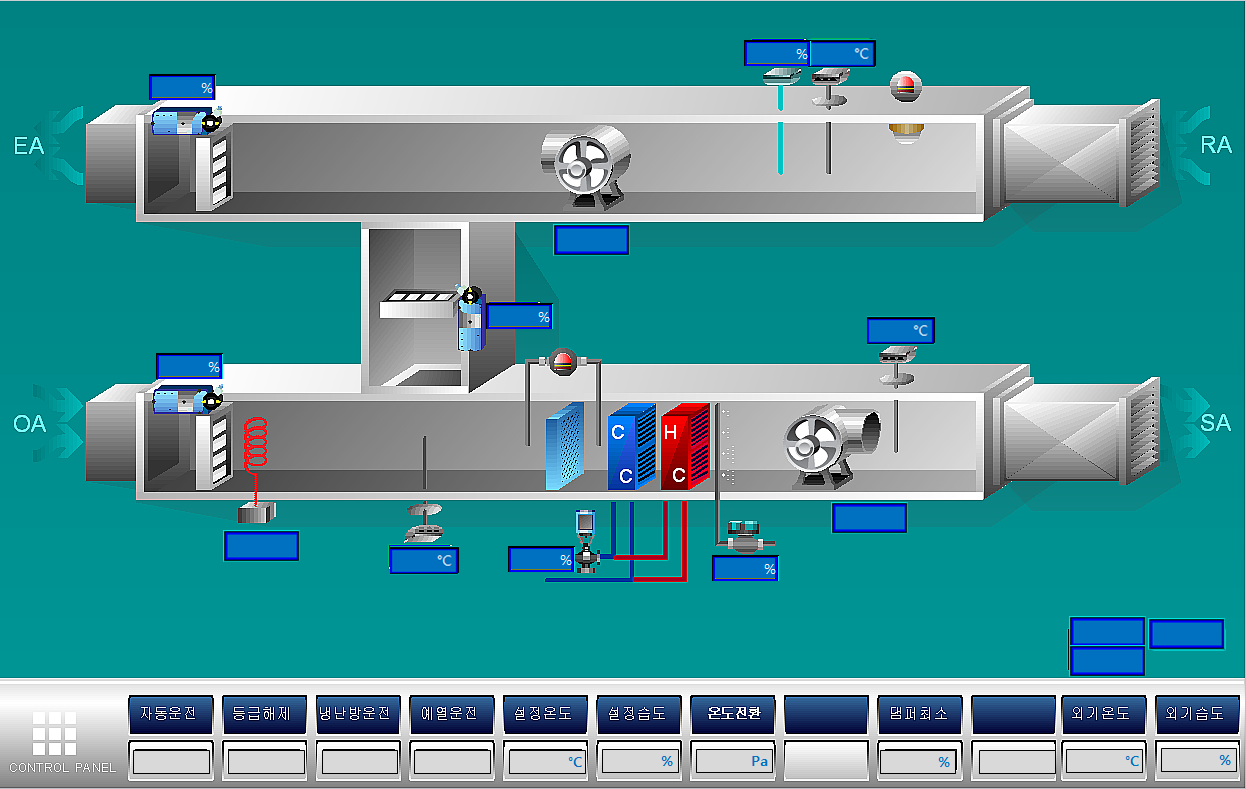 % ℃
%
EA
RA
%
℃
%
OA
SA
C H
C C
℃
%
%
자동운전 등급해제 냉난방운전 예열운전 설정온도 설정습도 온도전환 댐퍼최소 외기온도 외기습도
℃ % Pa % ℃ %
CONTROL PANEL